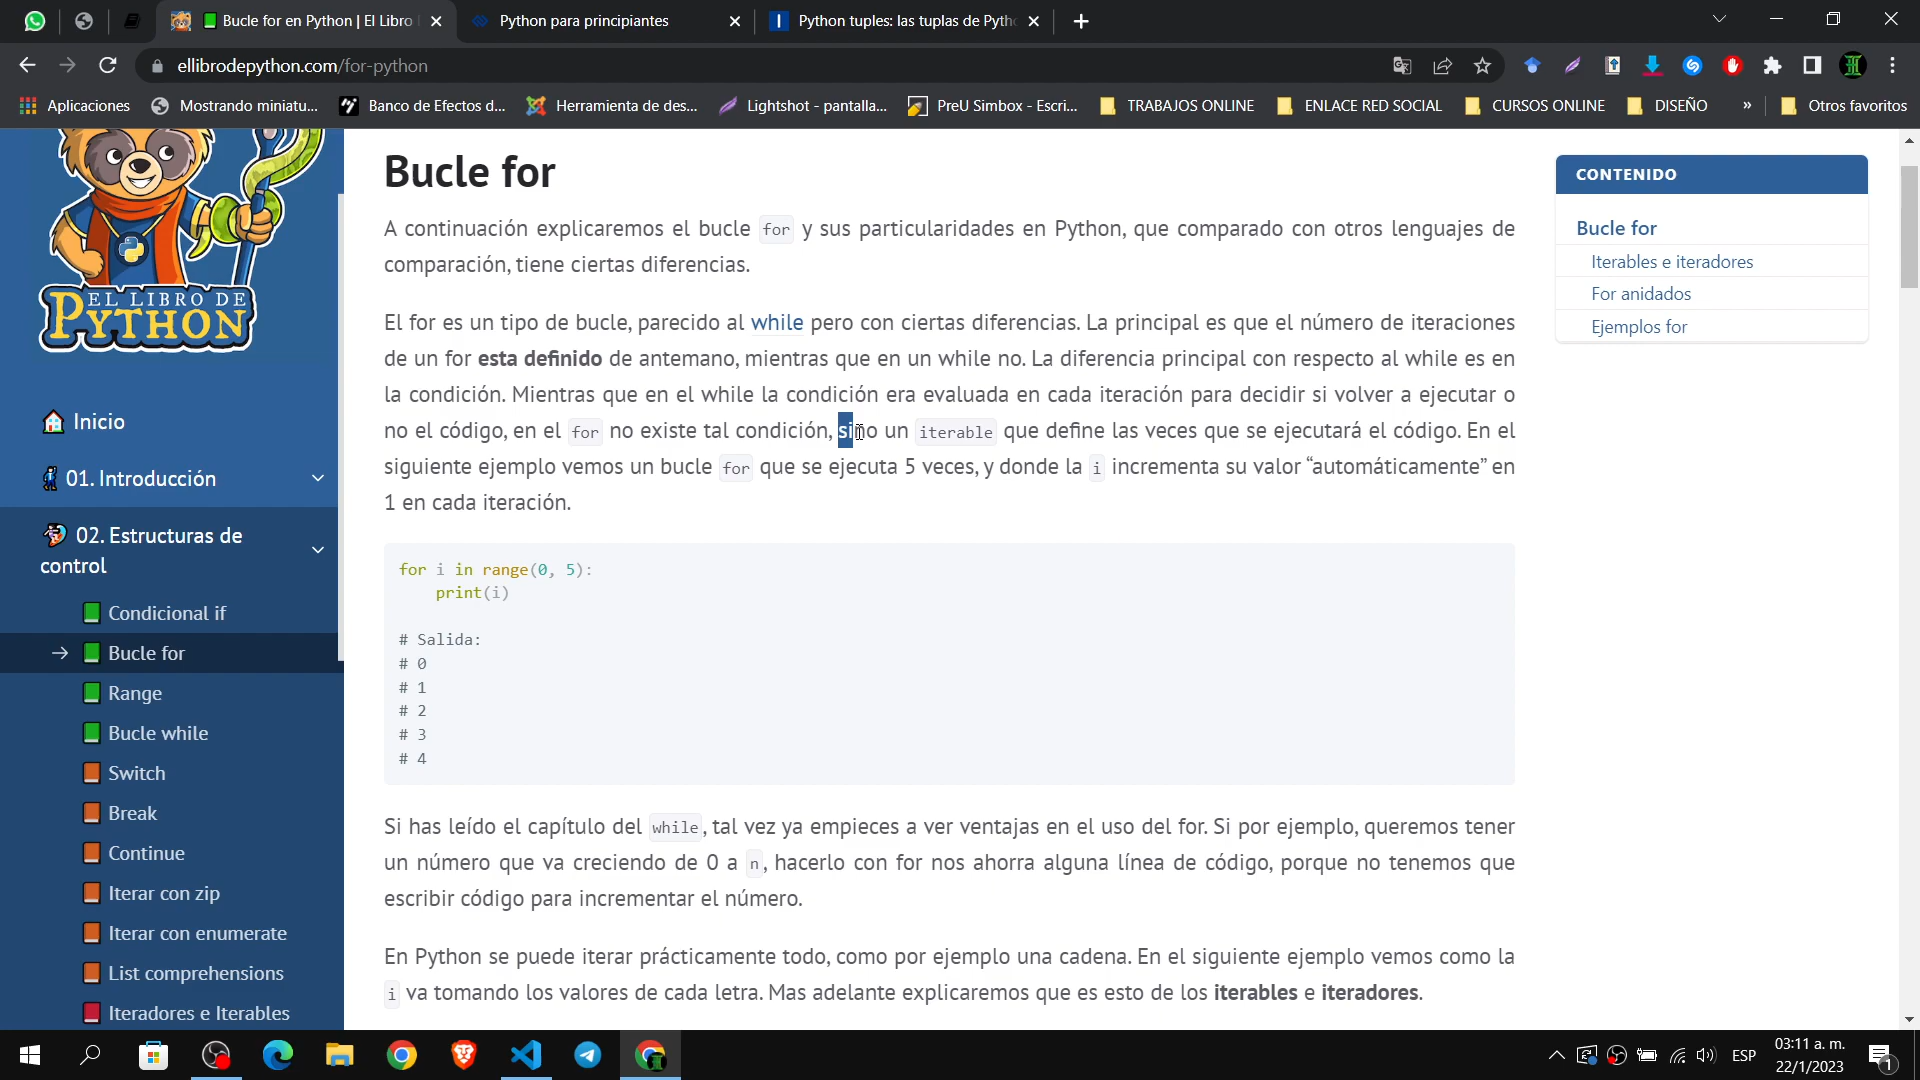 Bucle for en Python | El Libro
Python para principiantes
Python tuples: las tuplas de Pyth
ellibrodepython.com/for-python
Aplicaciones
Mostrando miniatu...
Banco de Efectos d...
Herramienta de des...
Lightshot - pantalla...
PreU Simbox - Escri...
TRABAJOS ONLINE
ENLACE RED SOCIAL
CURSOS ONLINE
DISEÑO
»
Otros favoritos
EL LIBRO DE
PYTHON
Inicio
01. Introducción
02. Estructuras de
control
Condicional if
→ Bucle for
Range
Bucle while
Switch
Break
Continue
Iterar con zip
Iterar con enumerate
List comprehensions
Iteradores e Iterables
Bucle for
A continuación explicaremos el bucle for y sus particularidades en Python, que comparado con otros lenguajes de
comparación, tiene ciertas diferencias.
El for es un tipo de bucle, parecido al while pero con ciertas diferencias. La principal es que el número de iteraciones
de un for esta definido de antemano, mientras que en un while no. La diferencia principal con respecto al while es en
la condición. Mientras que en el while la condición era evaluada en cada iteración para decidir si volver a ejecutar o
no el código, en el for no existe tal condición, sino un iterable que define las veces que se ejecutará el código. En el
siguiente ejemplo vemos un bucle for que se ejecuta 5 veces, y donde la i incrementa su valor “automáticamente” en
1 en cada iteración.
for i in range(0, 5):
    print(i)
# Salida:
# 0
# 1
# 2
# 3
# 4
Si has leído el capítulo del while, tal vez ya empieces a ver ventajas en el uso del for. Si por ejemplo, queremos tener
un número que va creciendo de 0 a n, hacerlo con for nos ahorra alguna línea de código, porque no tenemos que
escribir código para incrementar el número.
En Python se puede iterar prácticamente todo, como por ejemplo una cadena. En el siguiente ejemplo vemos como la
i va tomando los valores de cada letra. Mas adelante explicaremos que es esto de los iterables e iteradores.
CONTENIDO
Bucle for
Iterables e iteradores
For anidados
Ejemplos for
ESP
03:11 a. m.
22/1/2023
1